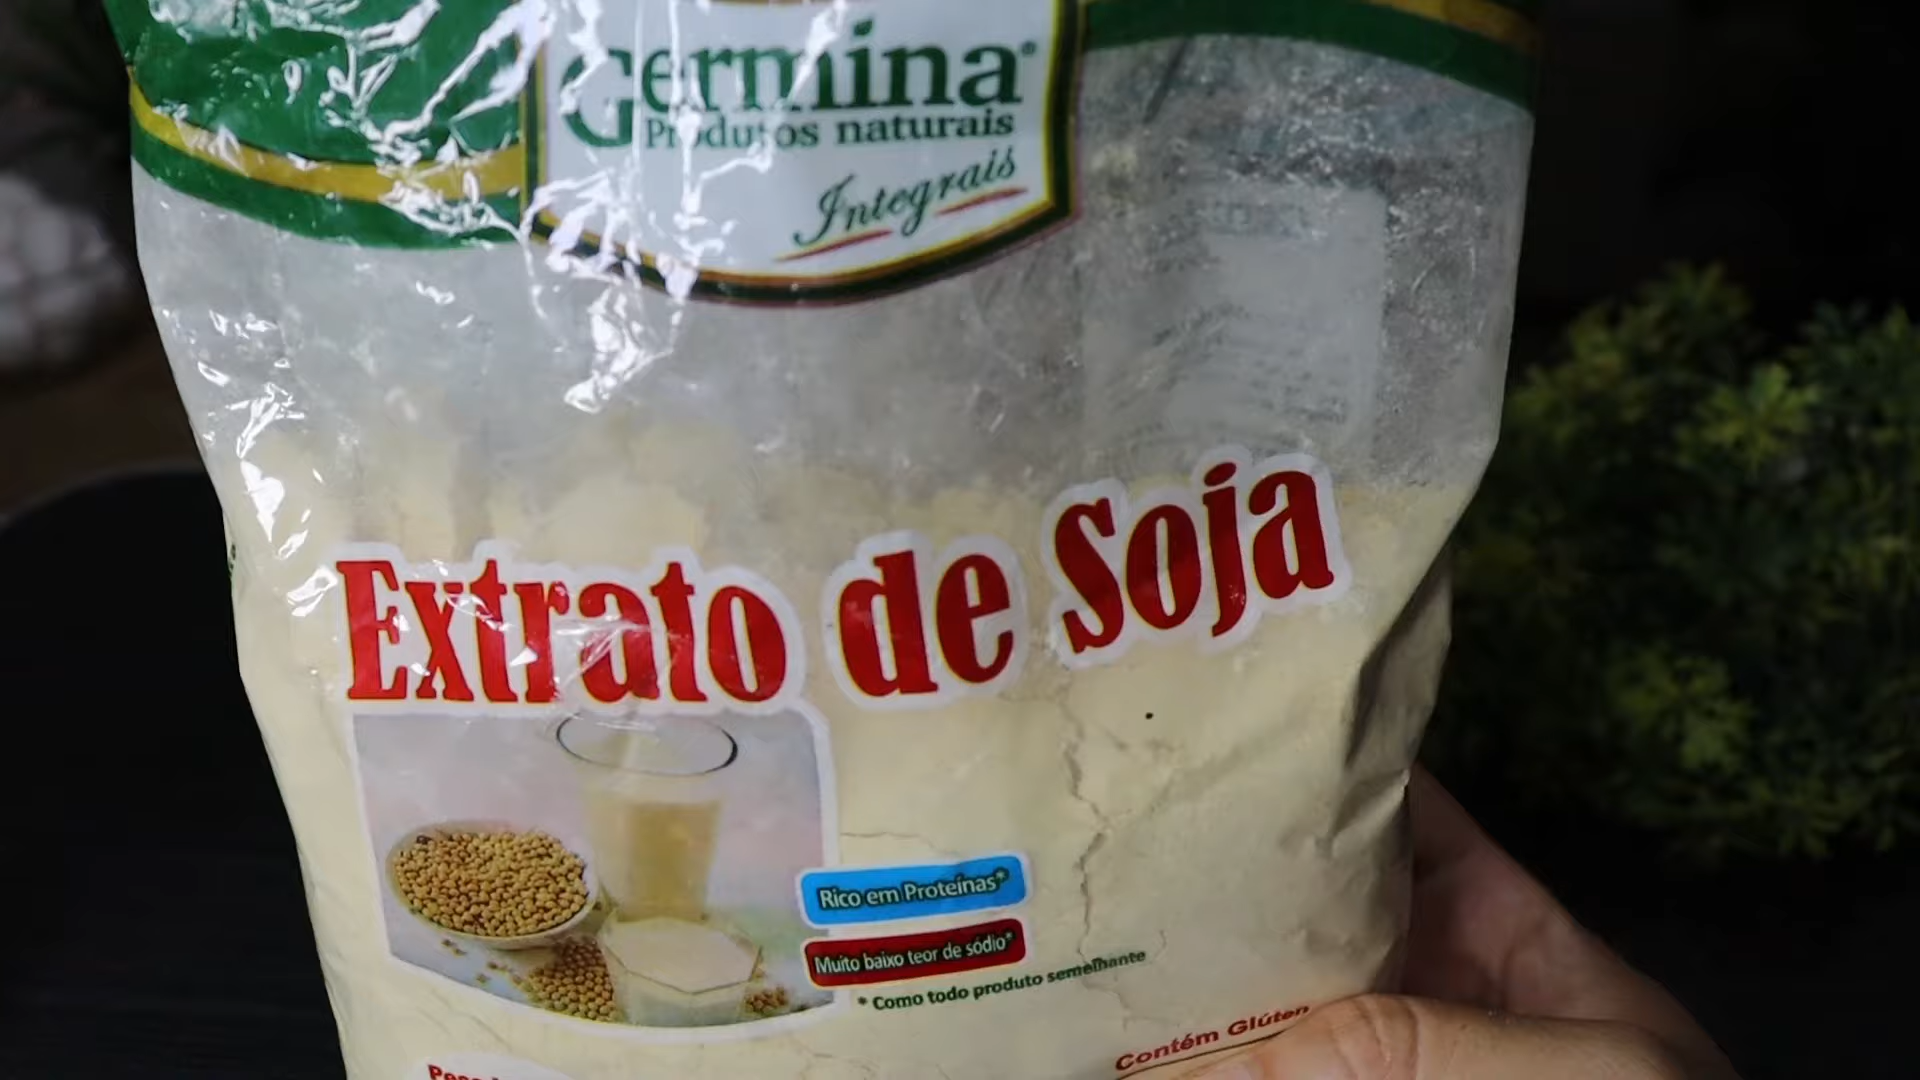 Germina®
Produtos naturais
Integrais
Extrato de Soja
Rico em Proteínas*
Muito baixo teor de sódio*
* Como todo produto semelhante
Contém Glúten